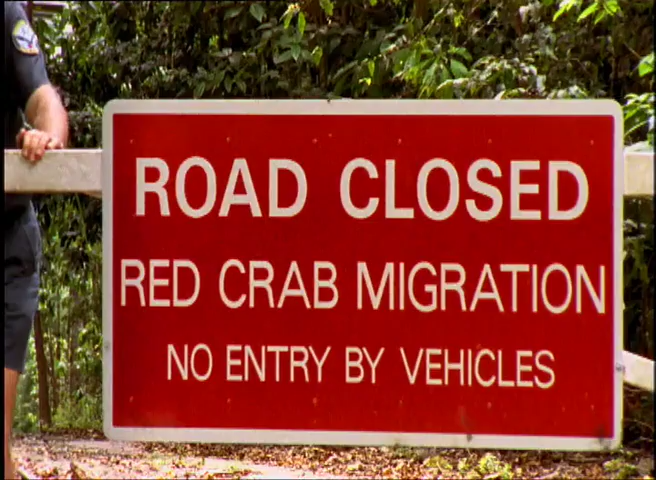 ROAD CLOSED
RED CRAB MIGRATION
NO ENTRY BY VEHICLES